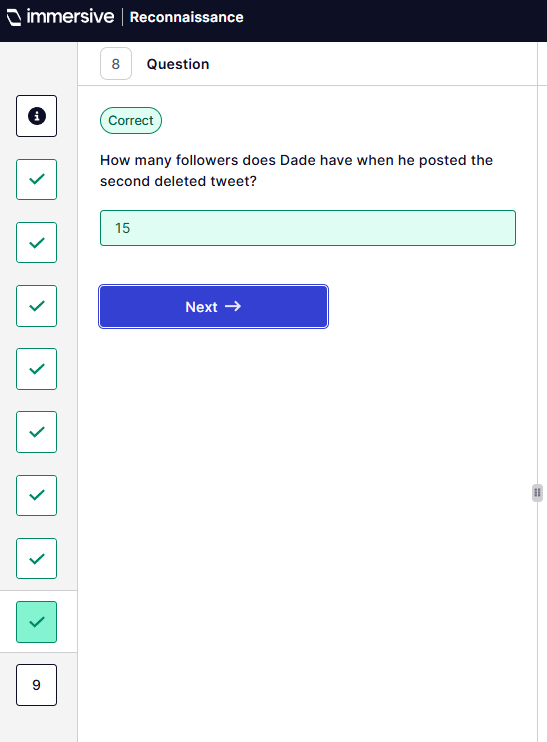 immersive | Reconnaissance
8 Question
Correct
How many followers does Dade have when he posted the
second deleted tweet?
15
Next →
9